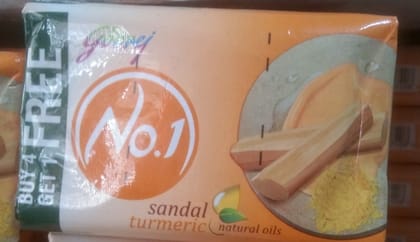 BUY 4
GET 1
FREE
Godrej
No.1
sandal
turmeric
natural oils